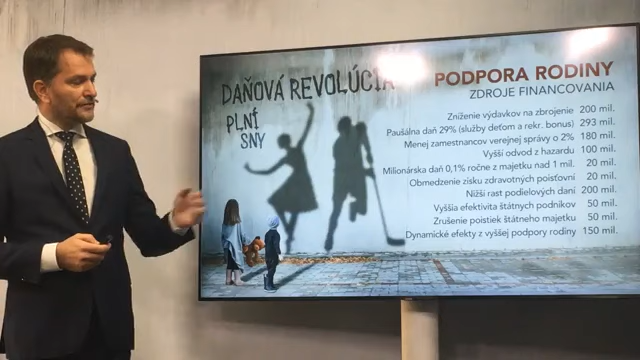 DAŇOVÁ REVOLÚCIA
PLNÍ
SNY
PODPORA RODINY
ZDROJE FINANCOVANIA
Zníženie výdavkov na zbrojenie 200 mil.
Paušálna daň 29% (služby deťom a rekr. bonus) 293 mil.
Menej zamestnancov verejnej správy o 2% 180 mil.
Vyšší odvod z hazardu 100 mil.
Milionárska daň 0,1% ročne z majetku nad 1 mil. 20 mil.
Obmedzenie zisku zdravotných poisťovní 20 mil.
Nižší rast podielových daní 200 mil.
Vyššia efektivita štátnych podnikov 50 mil.
Zrušenie poistiek štátneho majetku 50 mil.
Dynamické efekty z vyššej podpory rodiny 150 mil.